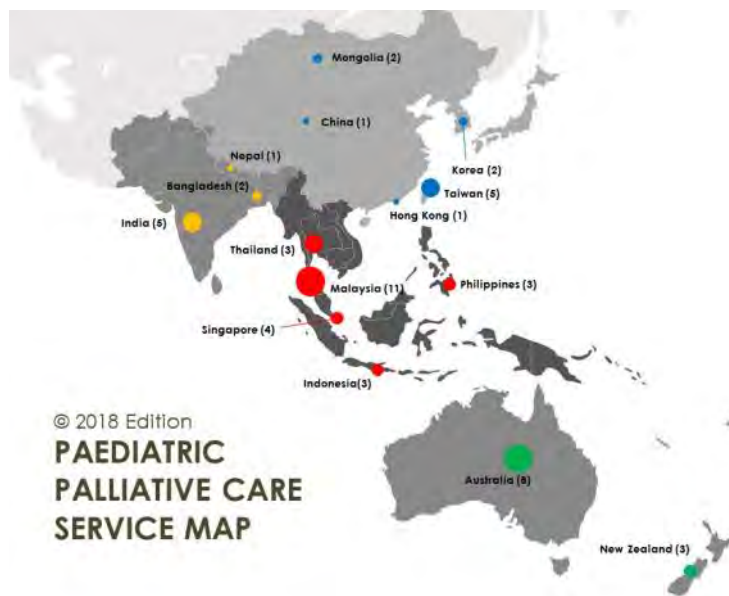 Mongolia (2)
China (1)
Nepal (1)
Korea (2)
Bangladesh (2)
Taiwan (5)
Hong Kong (1)
India (5)
Thailand (3)
Malaysia (11)
Philippines (3)
Singapore (4)
Indonesia(3)
© 2018 Edition
PAEDIATRIC
PALLIATIVE CARE
SERVICE MAP
Australia (8)
New Zealand (3)